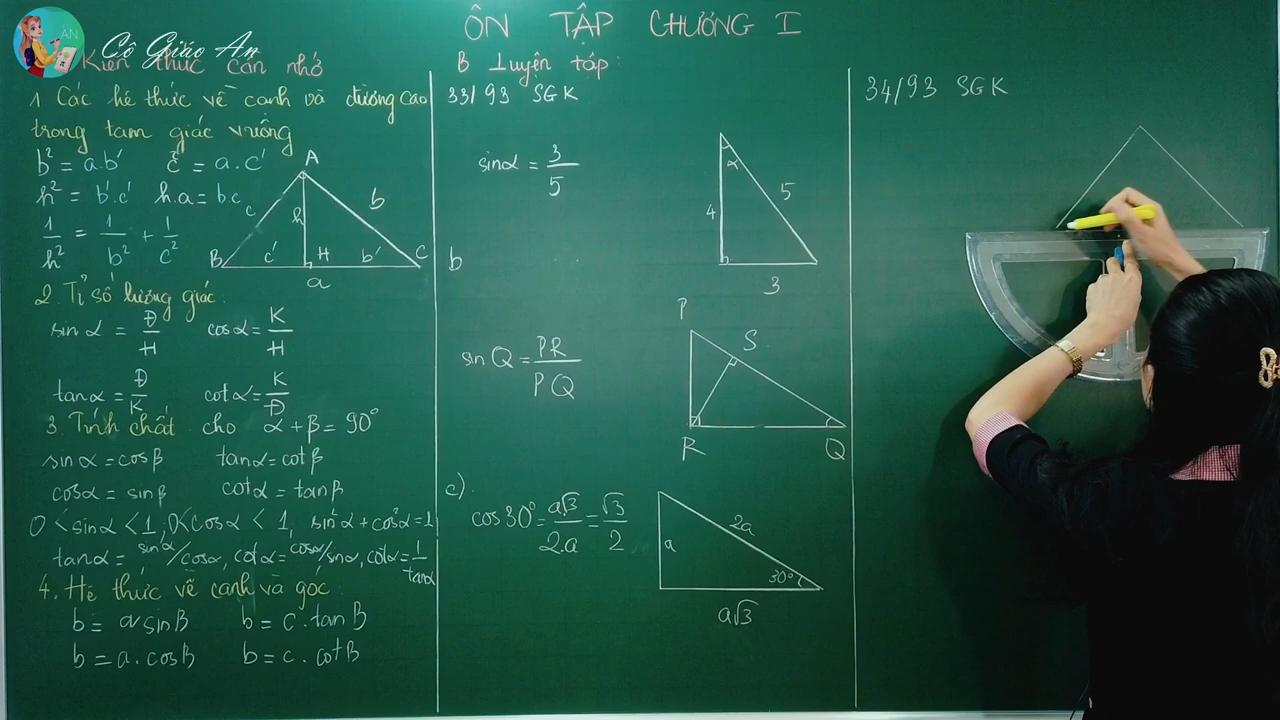 ÔN TẬP CHƯƠNG I
AN
Cô Giáo An
Kiến thức cần nhớ
1 Các hệ thức về cạnh và đường cao
trong tam giác vuông
b² = a.b' c² = a.c'
h² = b'.c' h.a = b.c
1/h² = 1/b² + 1/c²
A
c h b
B c' H b' C
a
2. Tỉ số lượng giác:
sin α = Đ/H cos α = K/H
tan α = Đ/K cot α = K/Đ
3. Tính chất cho α + β = 90°
sin α = cos β tan α = cot β
cos α = sin β cot α = tan β
0 < sin α < 1, 0 < cos α < 1, sin² α + cos² α = 1
tan α = sin α/cos α, cot α = cos α/sin α, cot α = 1/tan α
4. Hệ thức về cạnh và góc:
b = a sin B b = c. tan B
b = a. cos B b = c. cot B
B Luyện tập:
33/93 SGK
sin α = 3/5
α
4 5
3
b
P
S
sin Q = PR/PQ
R Q
c).
cos 30° = a√3/2.a = √3/2
2a
a
30°
a√3
34/93 SGK